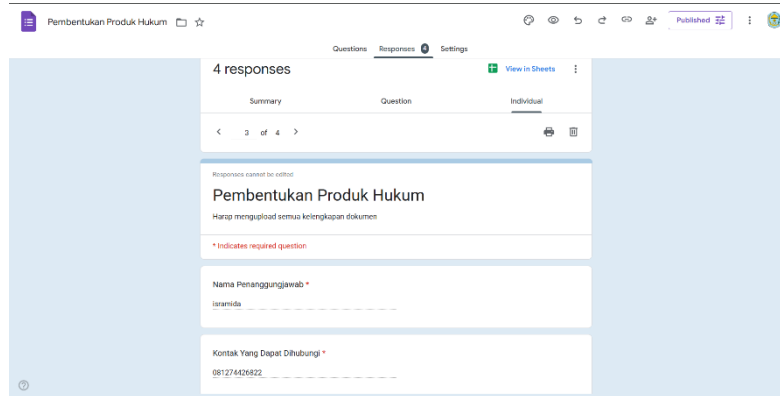 Pembentukan Produk Hukum
Published
Questions Responses 4 Settings
4 responses
View in Sheets
Summary Question Individual
3 of 4
Responses cannot be edited
Pembentukan Produk Hukum
Harap mengupload semua kelengkapan dokumen
* Indicates required question
Nama Penanggungjawab *
isramida
Kontak Yang Dapat Dihubungi *
081274426822